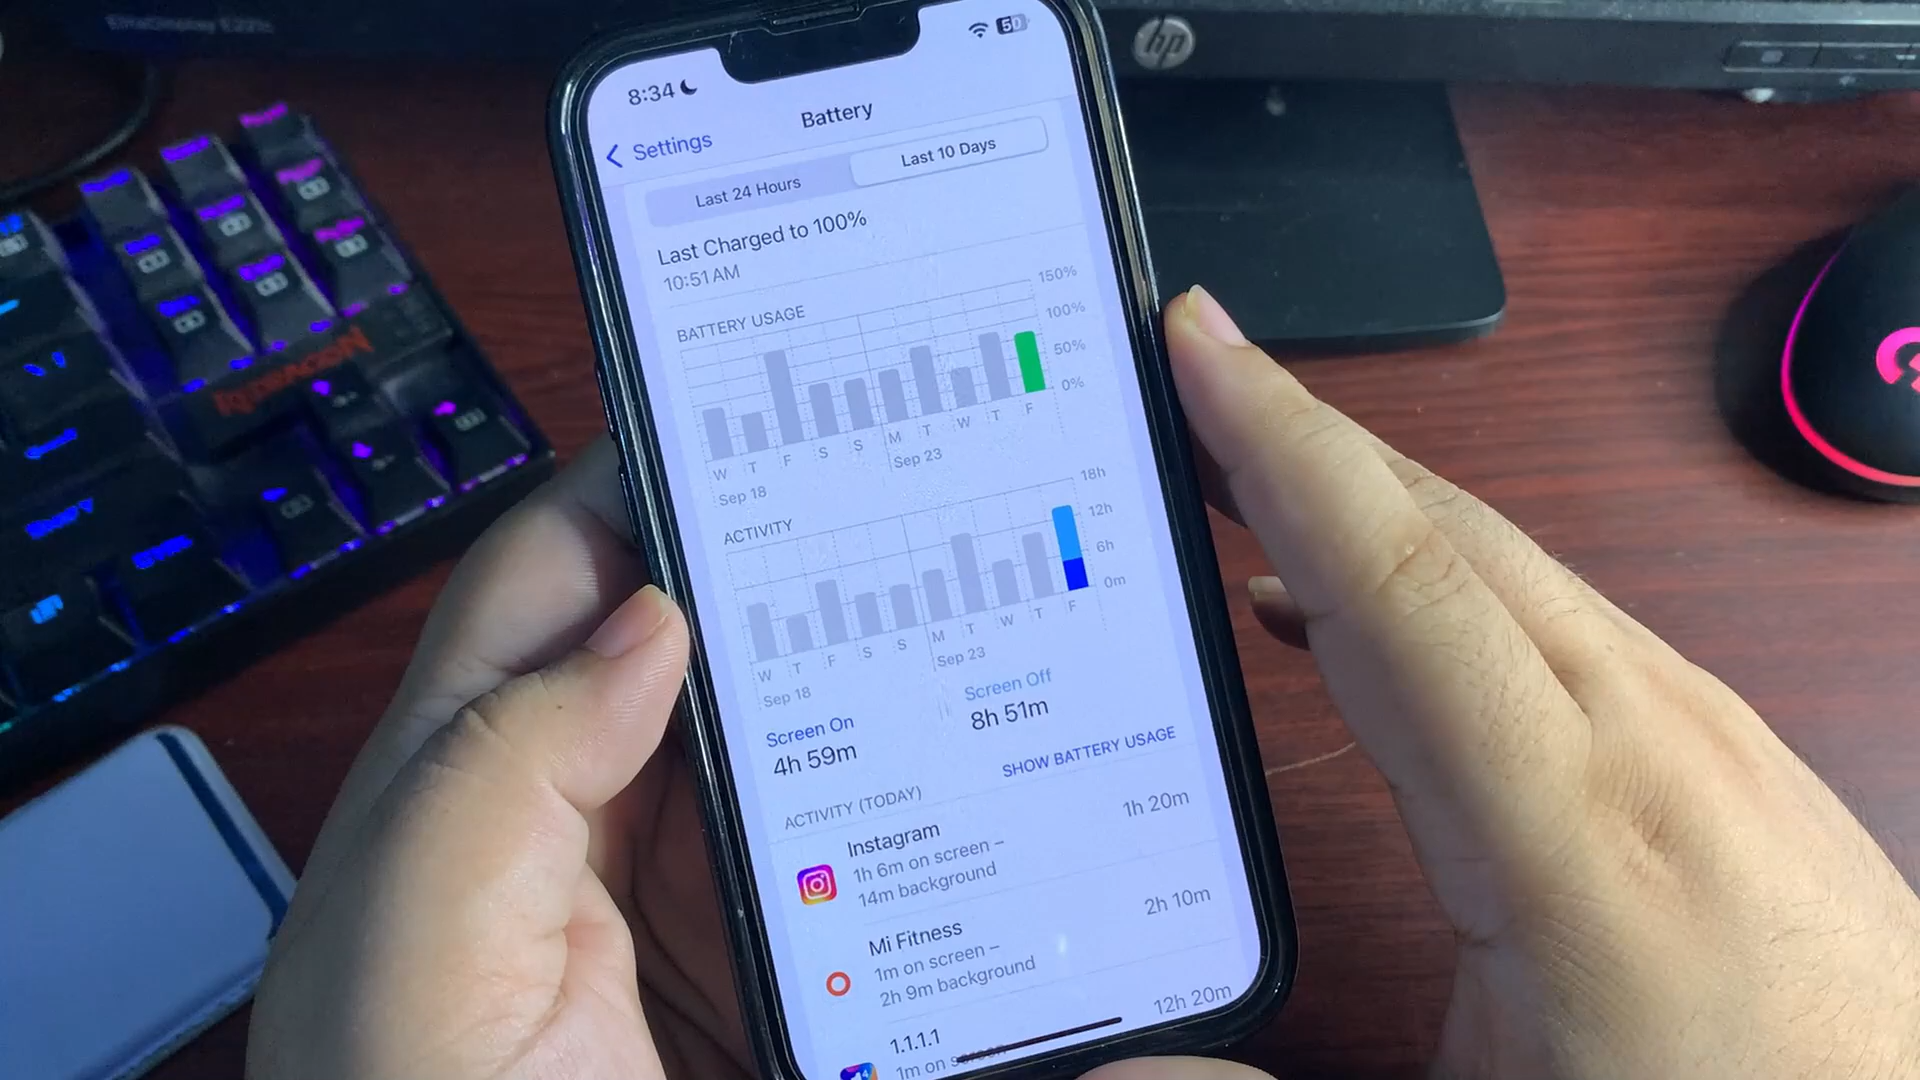 hp
50
8:34
Battery
Settings
Last 24 Hours
Last 10 Days
Last Charged to 100%
10:51 AM
BATTERY USAGE
150%
100%
50%
0%
W T F S S M T W T F
Sep 18
Sep 23
ACTIVITY
18h
12h
6h
0m
W T F S S M T W T F
Sep 18
Sep 23
Screen On
4h 59m
Screen Off
8h 51m
SHOW BATTERY USAGE
ACTIVITY (TODAY)
Instagram
1h 20m
1h 6m on screen –
14m background
Mi Fitness
2h 10m
1m on screen –
2h 9m background
1.1.1.1
12h 20m
1m on screen
REDRAGON